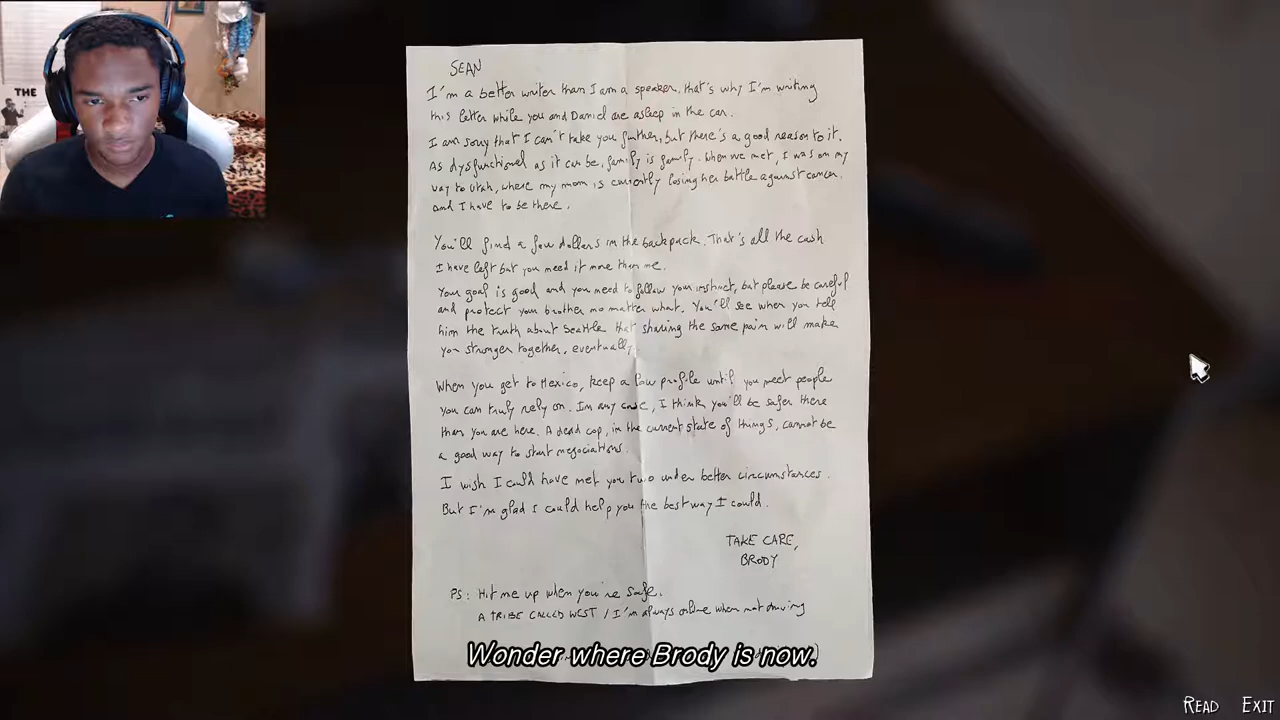 THE
SEAN
I'm a better writer than I am a speaker. that's why I'm writing
this letter while you and Daniel are asleep in the car.
I am sorry that I can't take you further, but there's a good reason to it.
As dysfunctional as it can be, family is family. When we met, I was on my
way to Utah, where my mom is currently losing her battle against cancer.
and I have to be there.
You'll find a few dollars in the backpack. That's all the cash
I have left but you need it more than me.
Your goal is good and you need to follow your instinct, but please be careful
and protect your brother no matter what. You'll see when you tell
him the truth about Seattle that sharing the same pain will make
you stronger together, eventually.
When you get to Mexico, keep a low profile until you meet people
you can truly rely on. In any case, I think you'll be safer there
than you are here. A dead cop, in the current state of things, cannot be
a good way to start negociations.
I wish I could have met you two under better circumstances.
But I'm glad I could help you the best way I could.
TAKE CARE,
BRODY
PS: Hit me up when you're safe.
A TRIBE CALLED WEST / I'm always online when not driving
Wonder where Brody is now.
READ EXIT